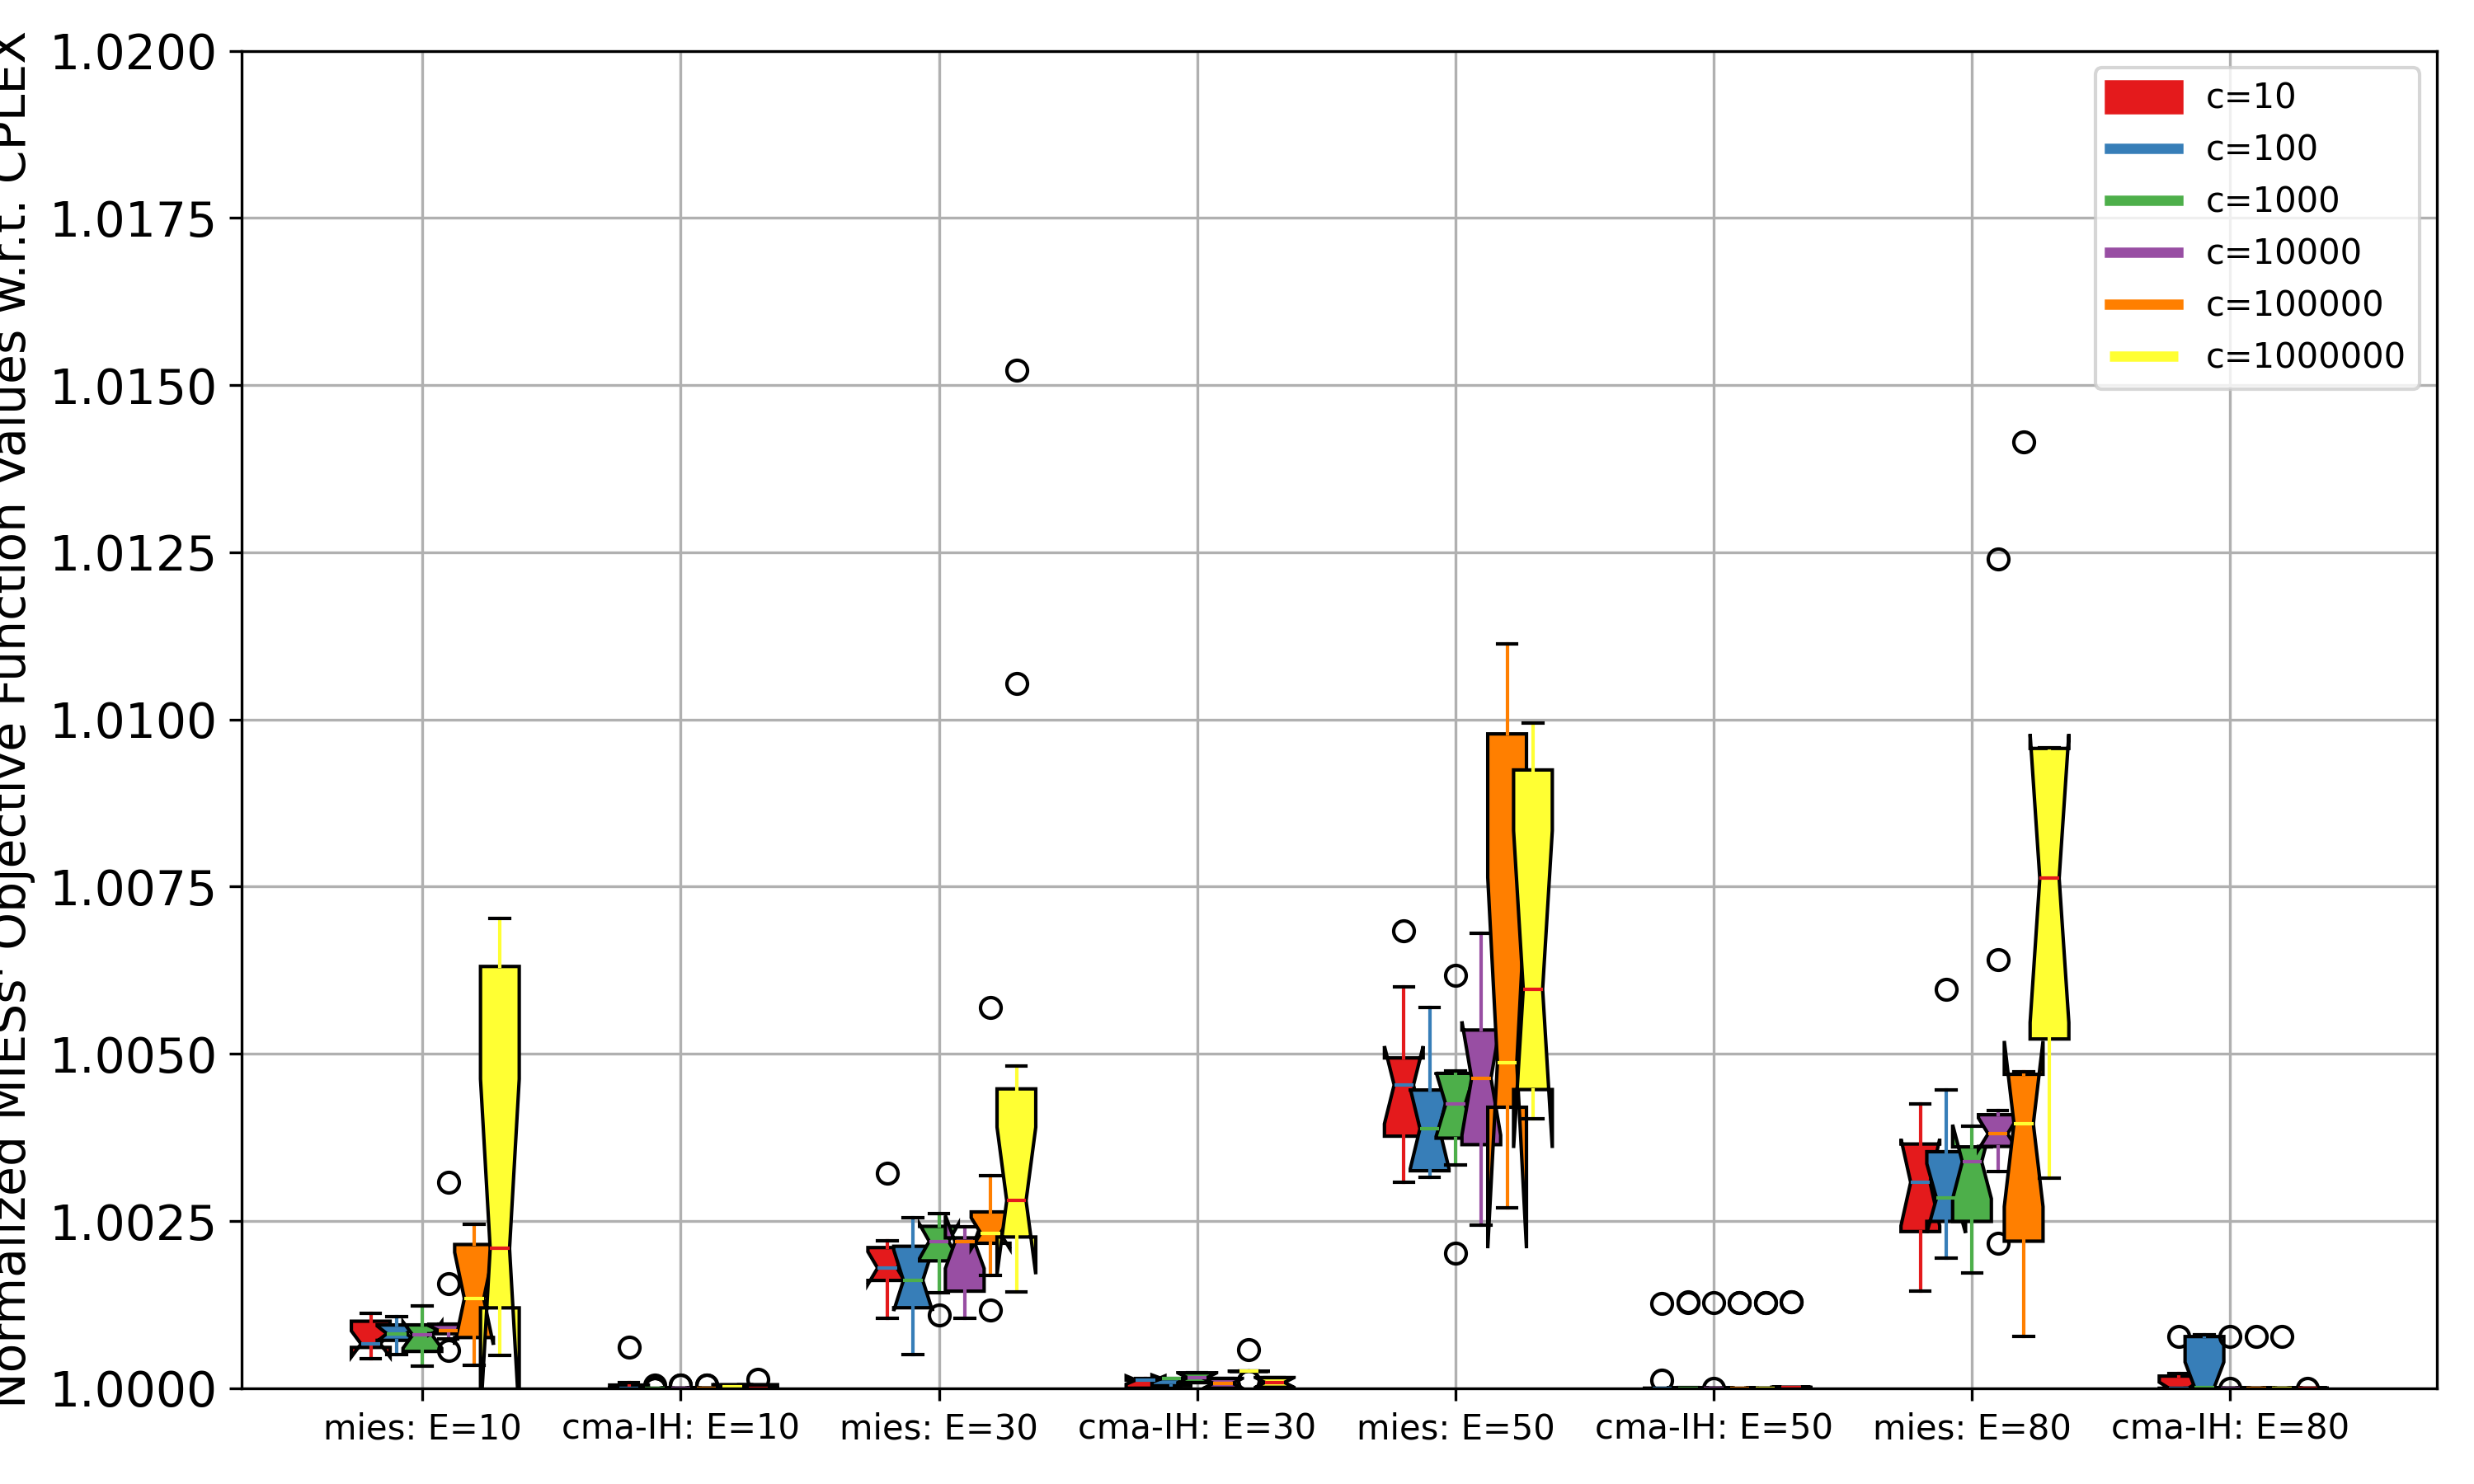 Normalized MIESs' Objective Function Values w.r.t. CPLEX
1.0200
1.0175
1.0150
1.0125
1.0100
1.0075
1.0050
1.0025
1.0000
c=10
c=100
c=1000
c=10000
c=100000
c=1000000
mies: E=10 cma-IH: E=10 mies: E=30 cma-IH: E=30 mies: E=50 cma-IH: E=50 mies: E=80 cma-IH: E=80